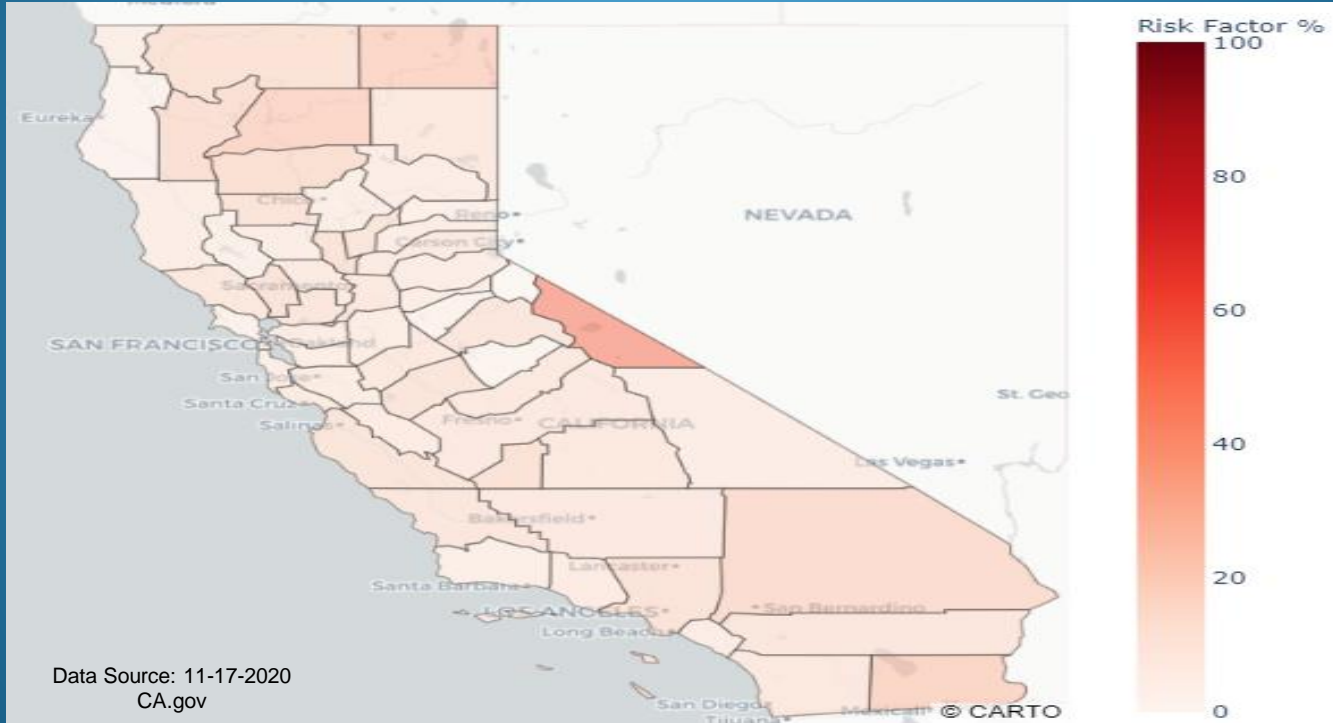 Medford
Risk Factor %
100
Eureka
80
Chico
Reno
NEVADA
Carson City
Sacramento
60
SAN FRANCISCO
Oakland
San Jose
St. Geo
Santa Cruz
Salinas
Fresno
CALIFORNIA
40
Las Vegas
Bakersfield
Lancaster
20
Santa Barbara
LOS ANGELES
San Bernardino
Long Beach
Data Source: 11-17-2020
CA.gov
San Diego
Mexicali
© CARTO
0
Tijuana